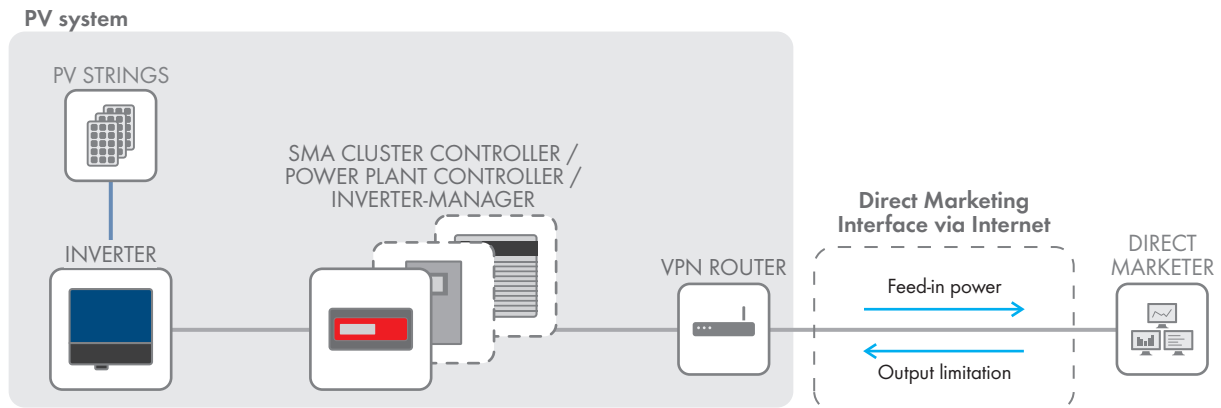 PV system
PV STRINGS
SMA CLUSTER CONTROLLER /
POWER PLANT CONTROLLER /
INVERTER-MANAGER
INVERTER
VPN ROUTER
Direct Marketing
Interface via Internet
Feed-in power
Output limitation
DIRECT
MARKETER